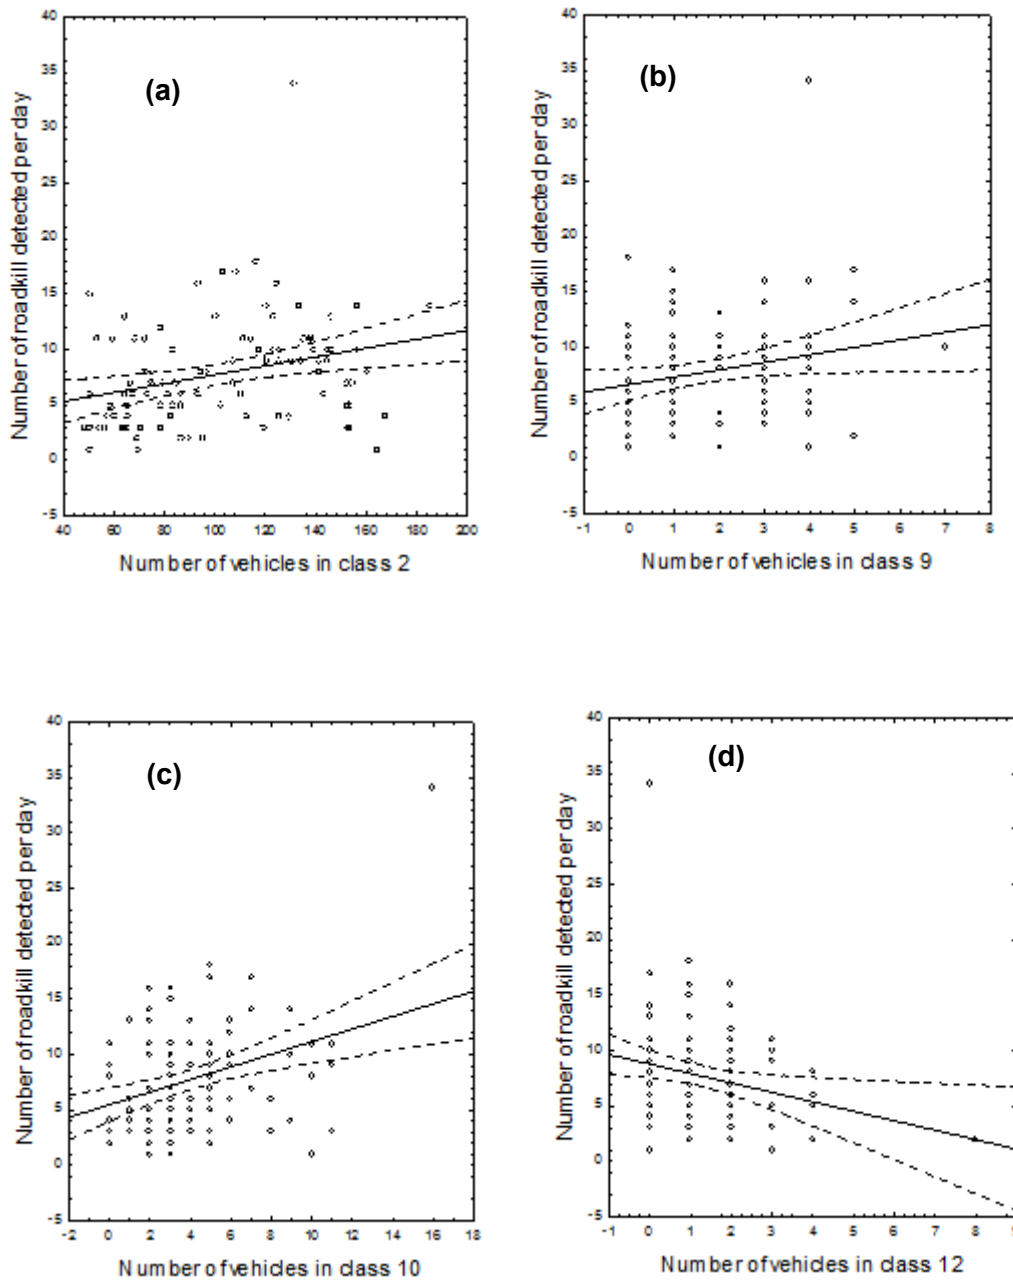 (a)
Number of roadkill detected per day
40
35
30
25
20
15
10
5
0
-5
40 60 80 100 120 140 160 180 200
Number of vehicles in class 2
(b)
Number of roadkill detected per day
40
35
30
25
20
15
10
5
0
-5
-1 0 1 2 3 4 5 6 7 8
Number of vehicles in class 9
(c)
Number of roadkill detected per day
40
35
30
25
20
15
10
5
0
-5
-2 0 2 4 6 8 10 12 14 16 18
Number of vehicles in class 10
(d)
Number of roadkill detected per day
40
35
30
25
20
15
10
5
0
-5
-1 0 1 2 3 4 5 6 7 8 9
Number of vehicles in class 12